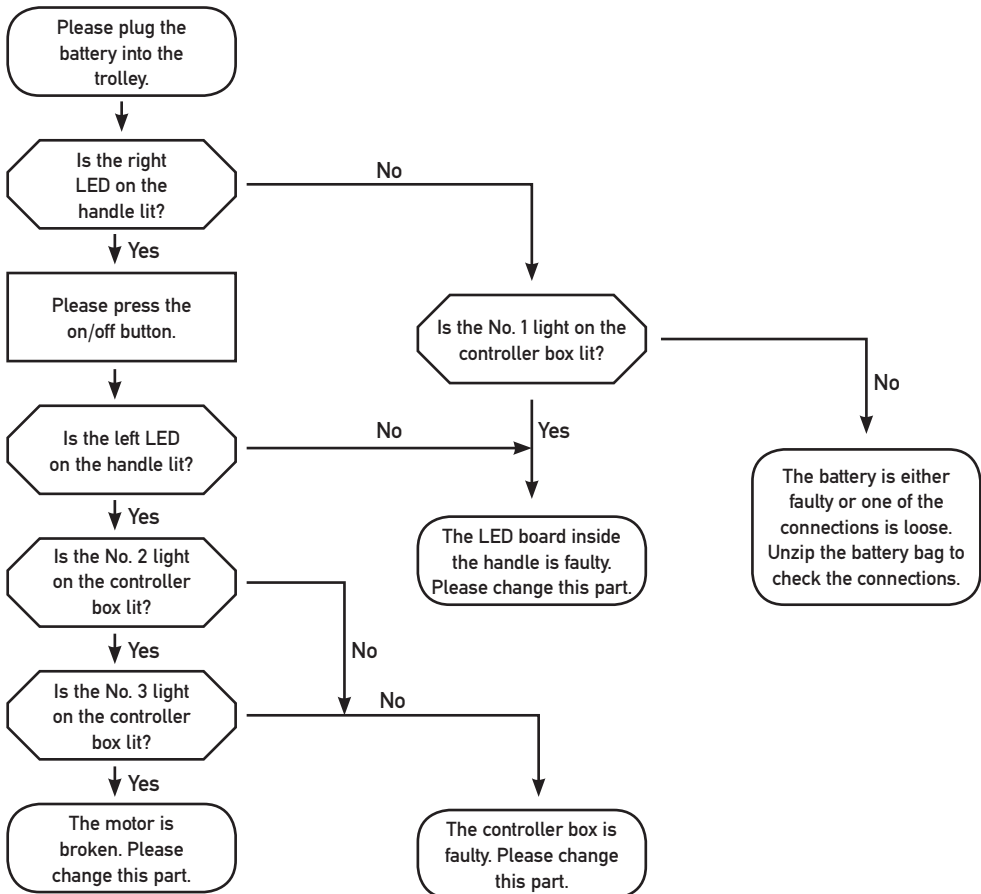 Please plug the
battery into the
trolley.
Is the right
LED on the
handle lit?
No
Yes
Please press the
on/off button.
Is the No. 1 light on the
controller box lit?
No
Yes
Is the left LED
on the handle lit?
No
Yes
The battery is either
faulty or one of the
connections is loose.
Unzip the battery bag to
check the connections.
The LED board inside
the handle is faulty.
Please change this part.
Is the No. 2 light
on the controller
box lit?
No
Yes
Is the No. 3 light
on the controller
box lit?
No
Yes
The motor is
broken. Please
change this part.
The controller box is
faulty. Please change
this part.